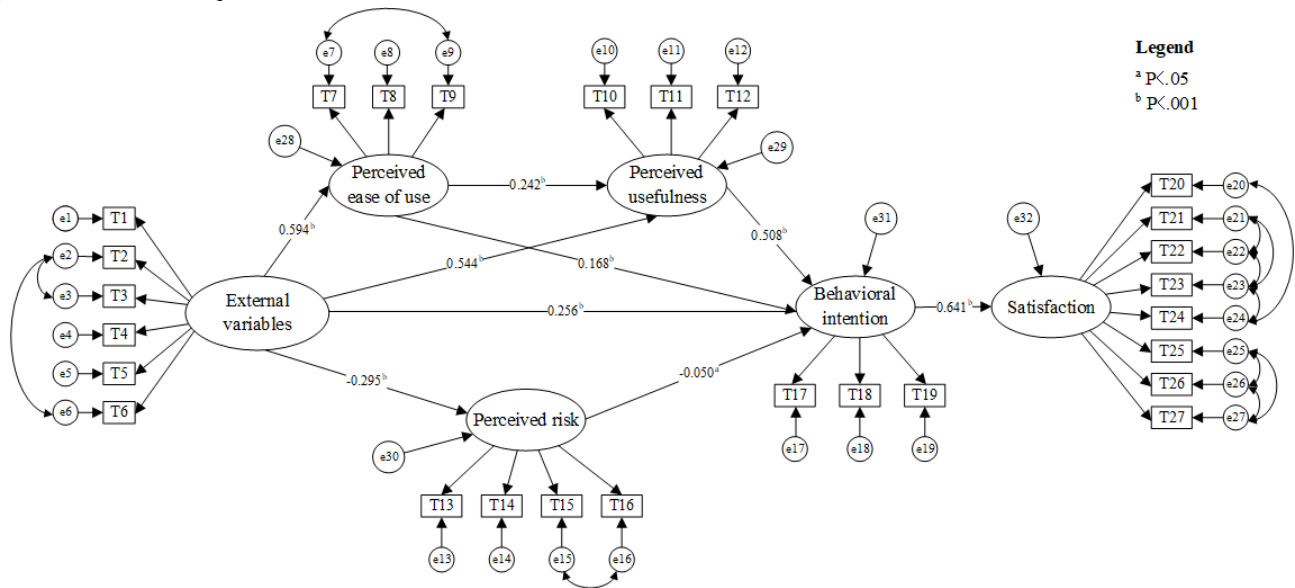 e7
e8
e9
T7
T8
T9
e10
e11
e12
T10
T11
T12
Legend
ᵃ P<.05
ᵇ P<.001
e28
Perceived
ease of use
0.242ᵇ
Perceived
usefulness
e29
e1
T1
e2
T2
e3
T3
e4
T4
e5
T5
e6
T6
External
variables
0.594ᵇ
0.544ᵇ
0.168ᵇ
0.256ᵇ
-0.295ᵇ
-0.050ᵃ
0.508ᵇ
e31
Behavioral
intention
0.641ᵇ
e32
Satisfaction
T20
e20
T21
e21
T22
e22
T23
e23
T24
e24
T25
e25
T26
e26
T27
e27
T17
T18
T19
e17
e18
e19
Perceived risk
e30
T13
T14
T15
T16
e13
e14
e15
e16